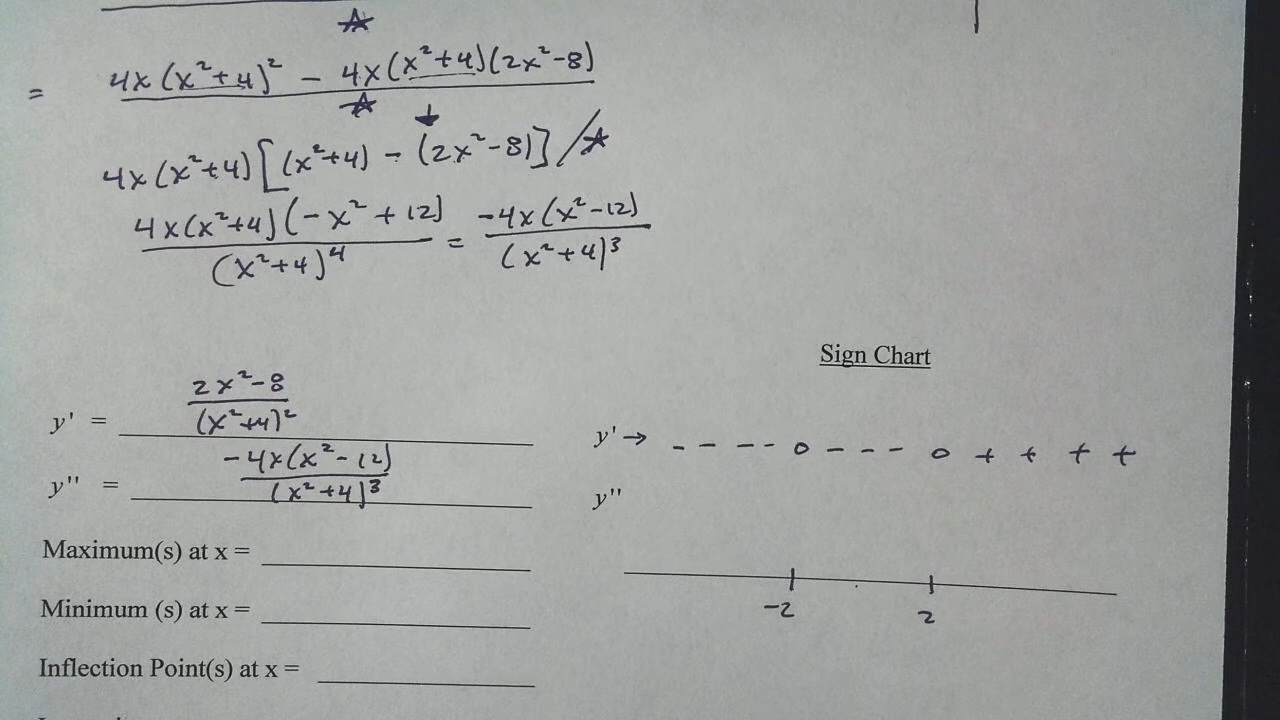 ☆
= 4x(x²+4)² - 4x(x²+4)(2x²-8)
☆
4x(x²+4)[(x²+4) - (2x²-8)] / ☆
4x(x²+4)(-x²+12) / (x²+4)⁴ = -4x(x²-12) / (x²+4)³
Sign Chart
y' = 2x²-8 / (x²+4)²
y' → - - - - 0 - - - 0 + + + +
y'' = -4x(x²-12) / (x²+4)³
y''
Maximum(s) at x =
-2 2
Minimum (s) at x =
Inflection Point(s) at x =